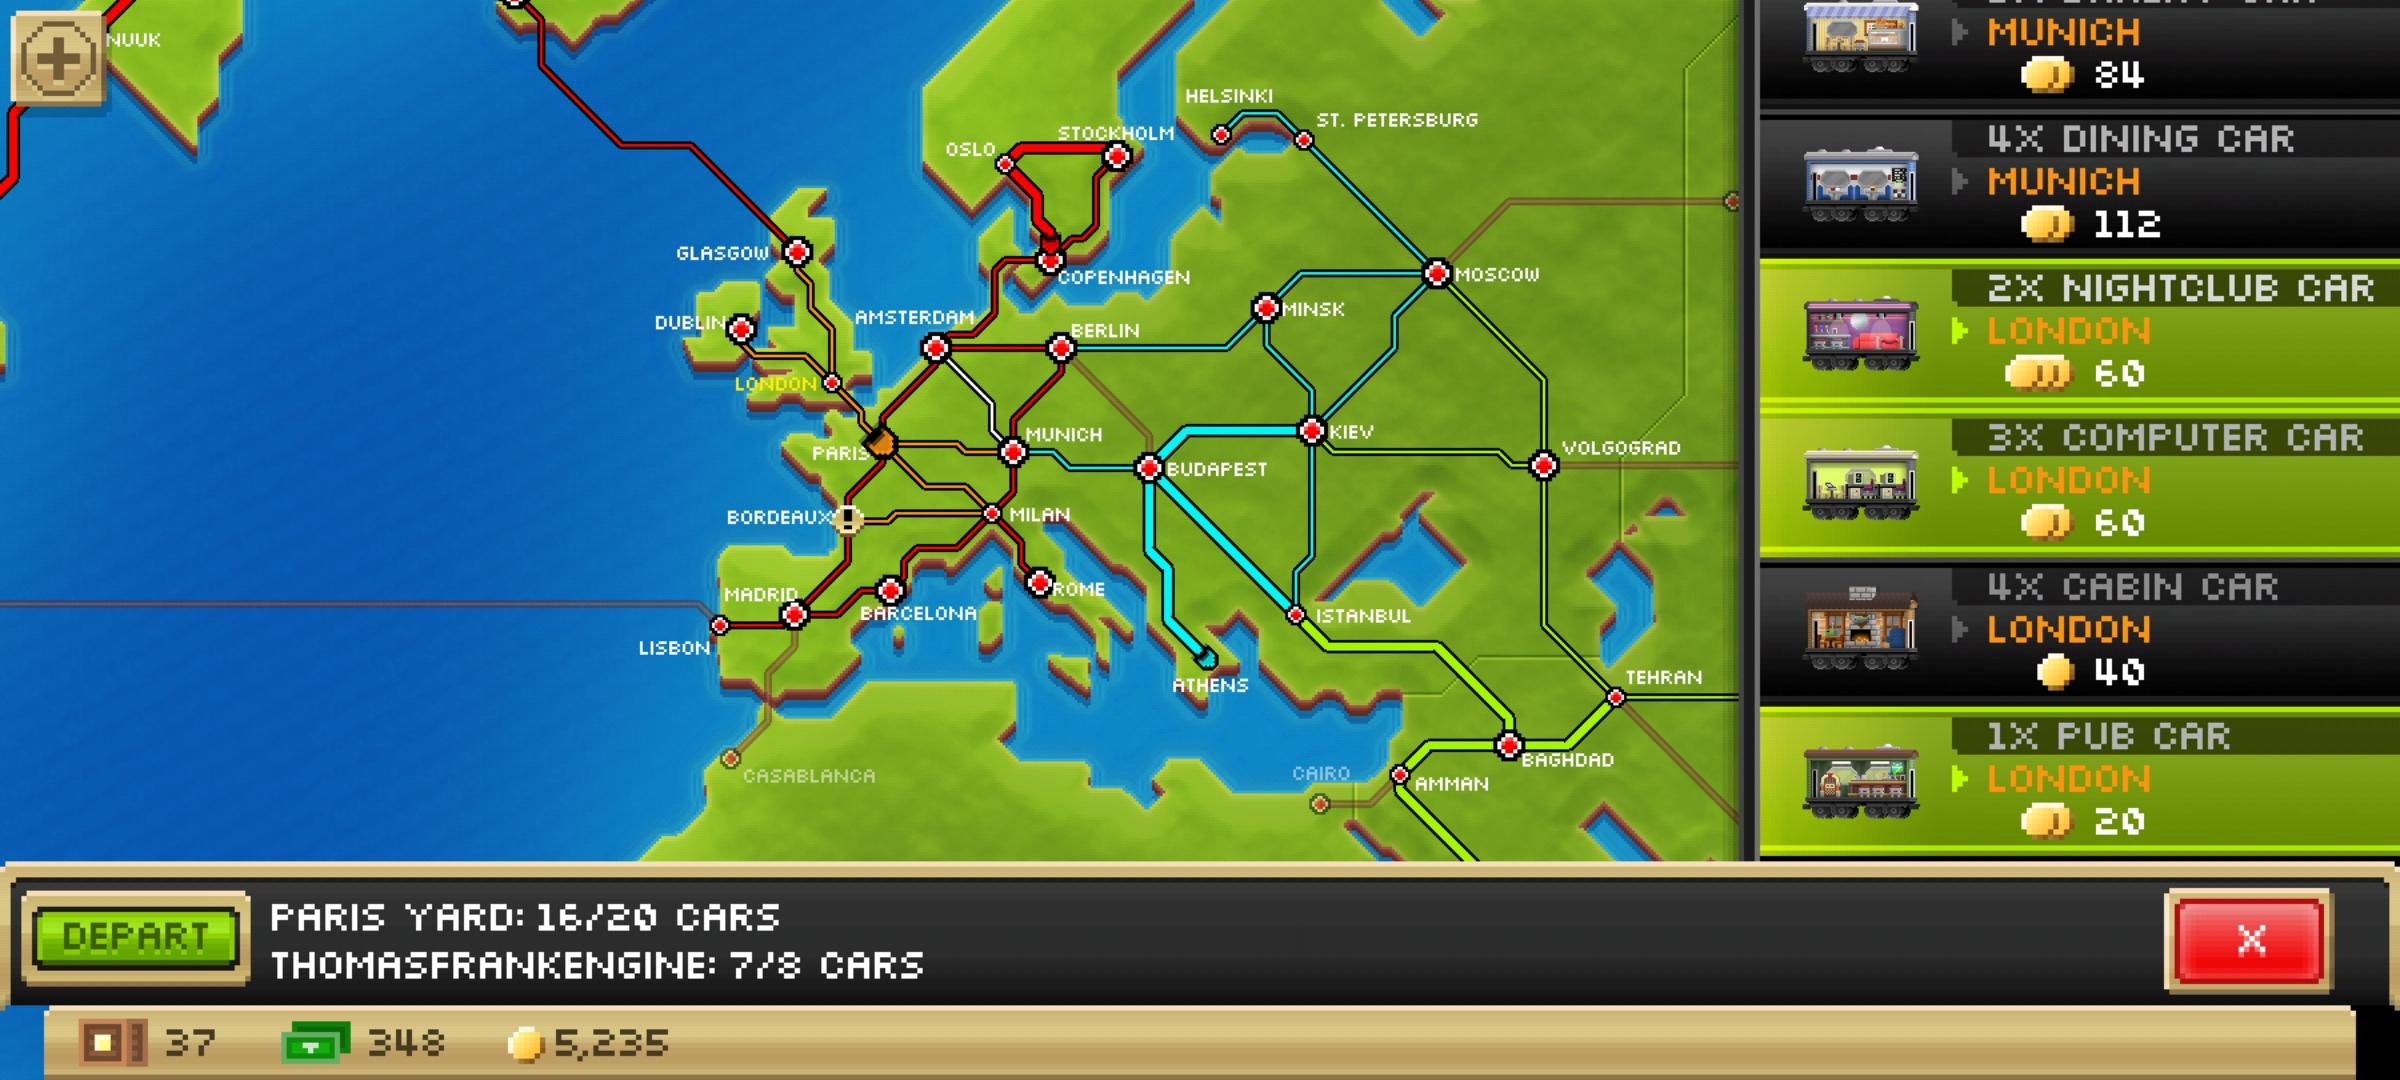 NUUK
HELSINKI
ST. PETERSBURG
STOCKHOLM
OSLO
GLASGOW
COPENHAGEN
MOSCOW
DUBLIN
AMSTERDAM
BERLIN
MINSK
LONDON
PARIS
MUNICH
BUDAPEST
KIEV
VOLGOGRAD
BORDEAUX
MILAN
MADRID
BARCELONA
ROME
LISBON
ISTANBUL
ATHENS
TEHRAN
CASABLANCA
CAIRO
AMMAN
BAGHDAD
MUNICH
84
4X DINING CAR
MUNICH
112
2X NIGHTCLUB CAR
LONDON
60
3X COMPUTER CAR
LONDON
60
4X CABIN CAR
LONDON
40
1X PUB CAR
LONDON
20
DEPART
PARIS YARD: 16/20 CARS
THOMASFRANKENGINE: 7/8 CARS
X
37
348
5,235